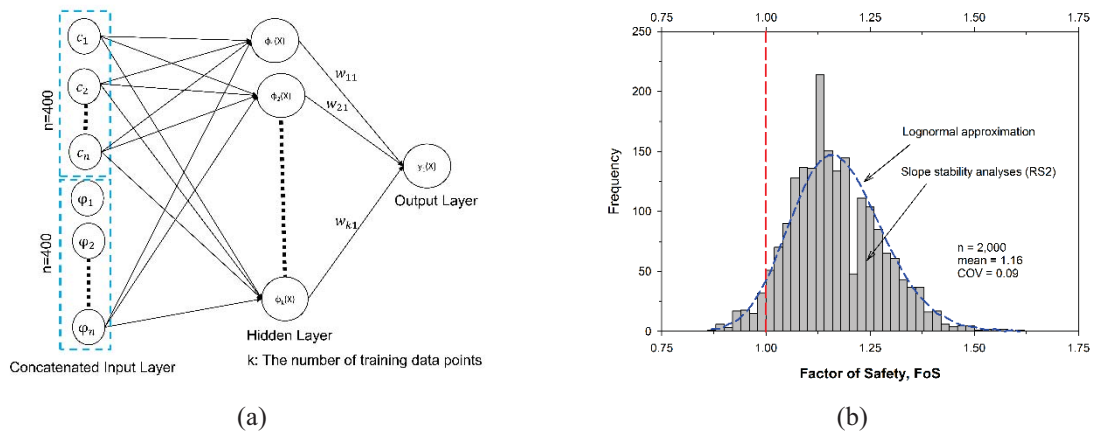 n=400
c₁
c₂
cₙ
n=400
φ₁
φ₂
φₙ
Concatenated Input Layer
ϕ₁(X)
ϕ₂(X)
ϕₖ(X)
Hidden Layer
k: The number of training data points
w₁₁
w₂₁
wₖ₁
y₁(X)
Output Layer
(a)
0.75 1.00 1.25 1.50 1.75
250
200
150
100
50
0
Frequency
Lognormal approximation
Slope stability analyses (RS2)
n = 2,000
mean = 1.16
COV = 0.09
0.75 1.00 1.25 1.50 1.75
Factor of Safety, FoS
(b)